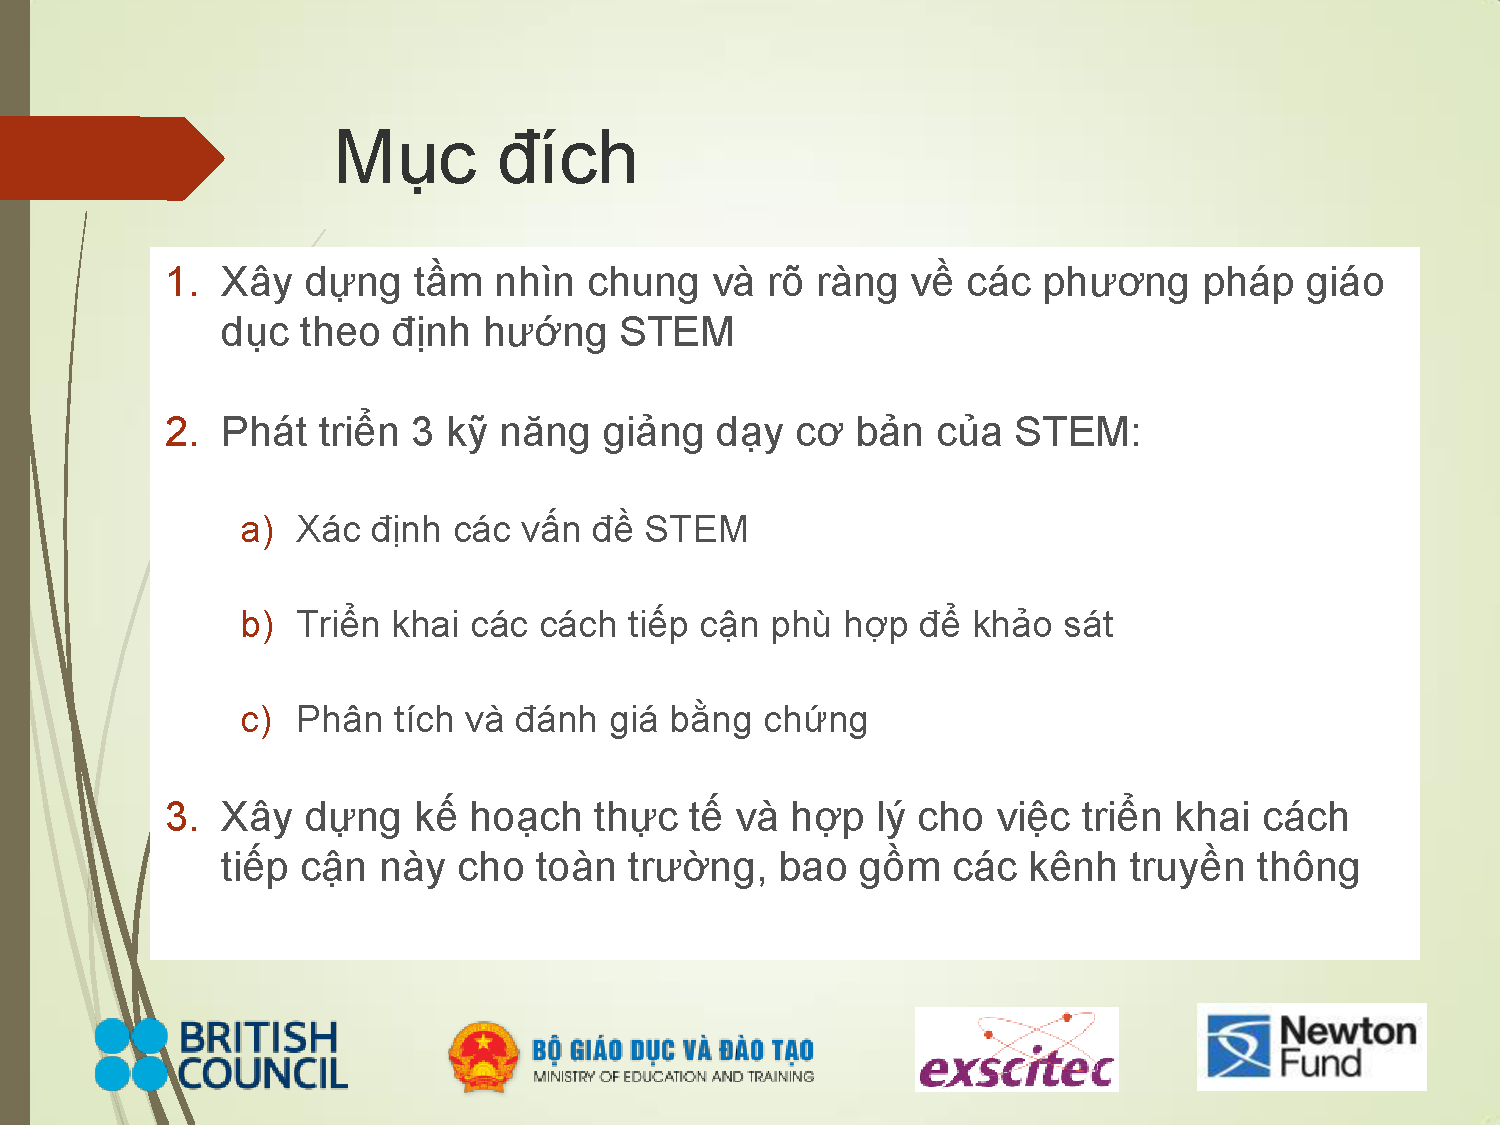 Mục đích
1. Xây dựng tầm nhìn chung và rõ ràng về các phương pháp giáo
dục theo định hướng STEM
2. Phát triển 3 kỹ năng giảng dạy cơ bản của STEM:
a) Xác định các vấn đề STEM
b) Triển khai các cách tiếp cận phù hợp để khảo sát
c) Phân tích và đánh giá bằng chứng
3. Xây dựng kế hoạch thực tế và hợp lý cho việc triển khai cách
tiếp cận này cho toàn trường, bao gồm các kênh truyền thông
BRITISH
COUNCIL
BỘ GIÁO DỤC VÀ ĐÀO TẠO
MINISTRY OF EDUCATION AND TRAINING
exscitec
Newton
Fund